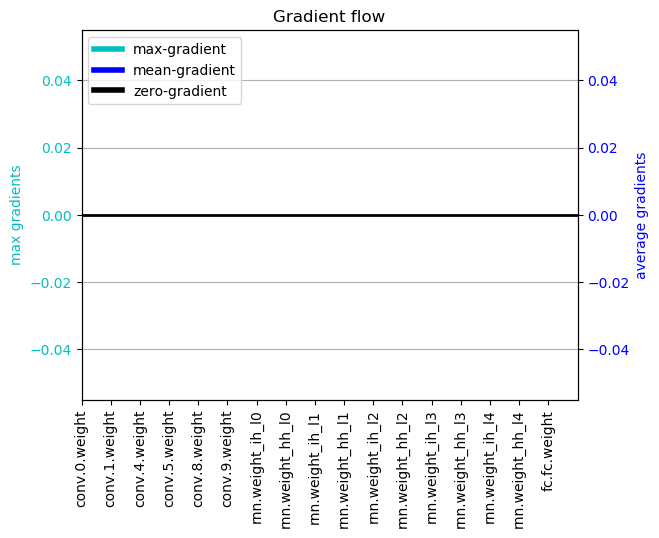 Gradient flow
max-gradient
mean-gradient
zero-gradient
0.04
0.02
0.00
−0.02
−0.04
max gradients
0.04
0.02
0.00
−0.02
−0.04
average gradients
conv.0.weight
conv.1.weight
conv.4.weight
conv.5.weight
conv.8.weight
conv.9.weight
rnn.weight_ih_l0
rnn.weight_hh_l0
rnn.weight_ih_l1
rnn.weight_hh_l1
rnn.weight_ih_l2
rnn.weight_hh_l2
rnn.weight_ih_l3
rnn.weight_hh_l3
rnn.weight_ih_l4
rnn.weight_hh_l4
fc.fc.weight